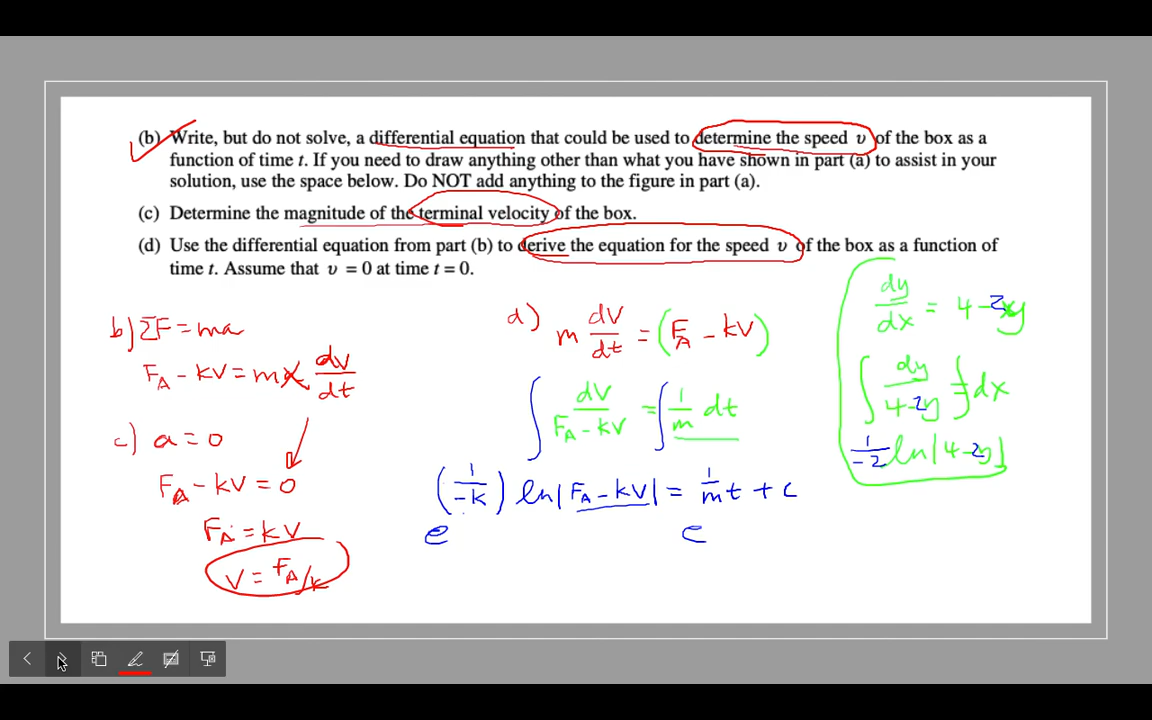 (b) Write, but do not solve, a differential equation that could be used to determine the speed υ of the box as a
function of time t. If you need to draw anything other than what you have shown in part (a) to assist in your
solution, use the space below. Do NOT add anything to the figure in part (a).
(c) Determine the magnitude of the terminal velocity of the box.
(d) Use the differential equation from part (b) to derive the equation for the speed υ of the box as a function of
time t. Assume that υ = 0 at time t = 0.
b) ΣF = ma
F_A - kV = m dV/dt
c) a = 0
F_A - kV = 0
F_A = kV
V = F_A/k
d) m dV/dt = (F_A - kV)
∫ dV/(F_A - kV) = ∫ 1/m dt
(1/-k) ln|F_A - kV| = 1/m t + C
e e
dy/dx = 4 - 2y
∫ dy/(4-2y) = ∫ dx
1/-2 ln|4-2y|